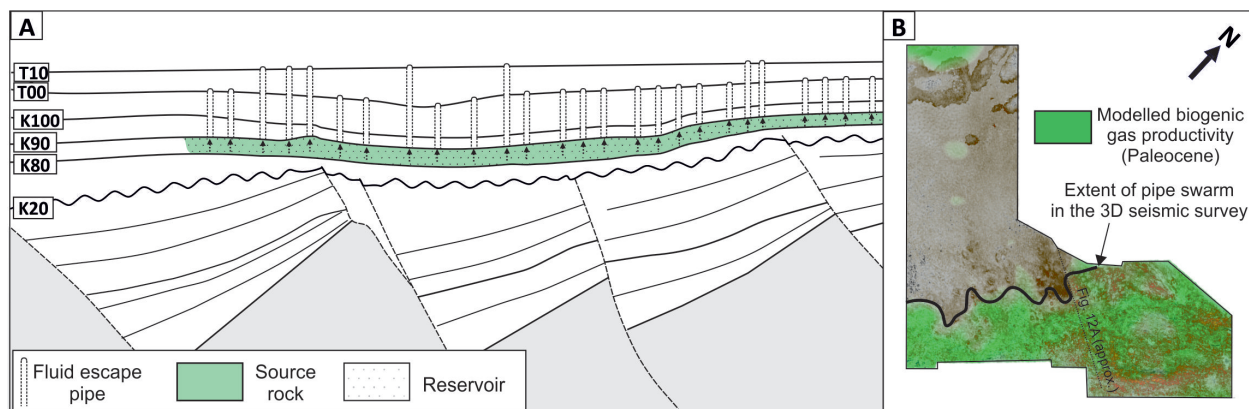 A
T10
T00
K100
K90
K80
K20
Fluid escape
pipe
Source
rock
Reservoir
B
N
Modelled biogenic
gas productivity
(Paleocene)
Extent of pipe swarm
in the 3D seismic survey
Fig. 12A (approx.)